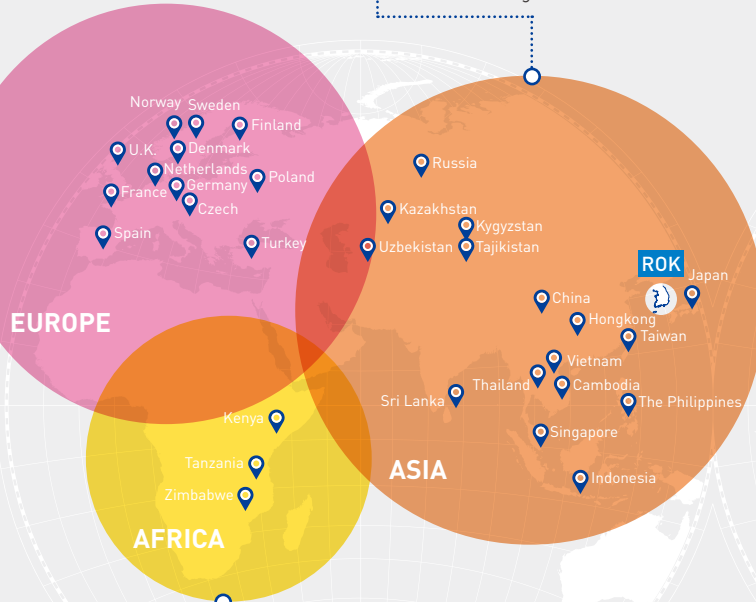 Norway
Sweden
Finland
U.K.
Denmark
Netherlands
Poland
France
Germany
Czech
Spain
Turkey
EUROPE
Russia
Kazakhstan
Kygyzstan
Uzbekistan
Tajikistan
ROK
Japan
China
Hongkong
Taiwan
Vietnam
Thailand
Cambodia
Sri Lanka
The Philippines
Singapore
Indonesia
ASIA
Kenya
Tanzania
Zimbabwe
AFRICA